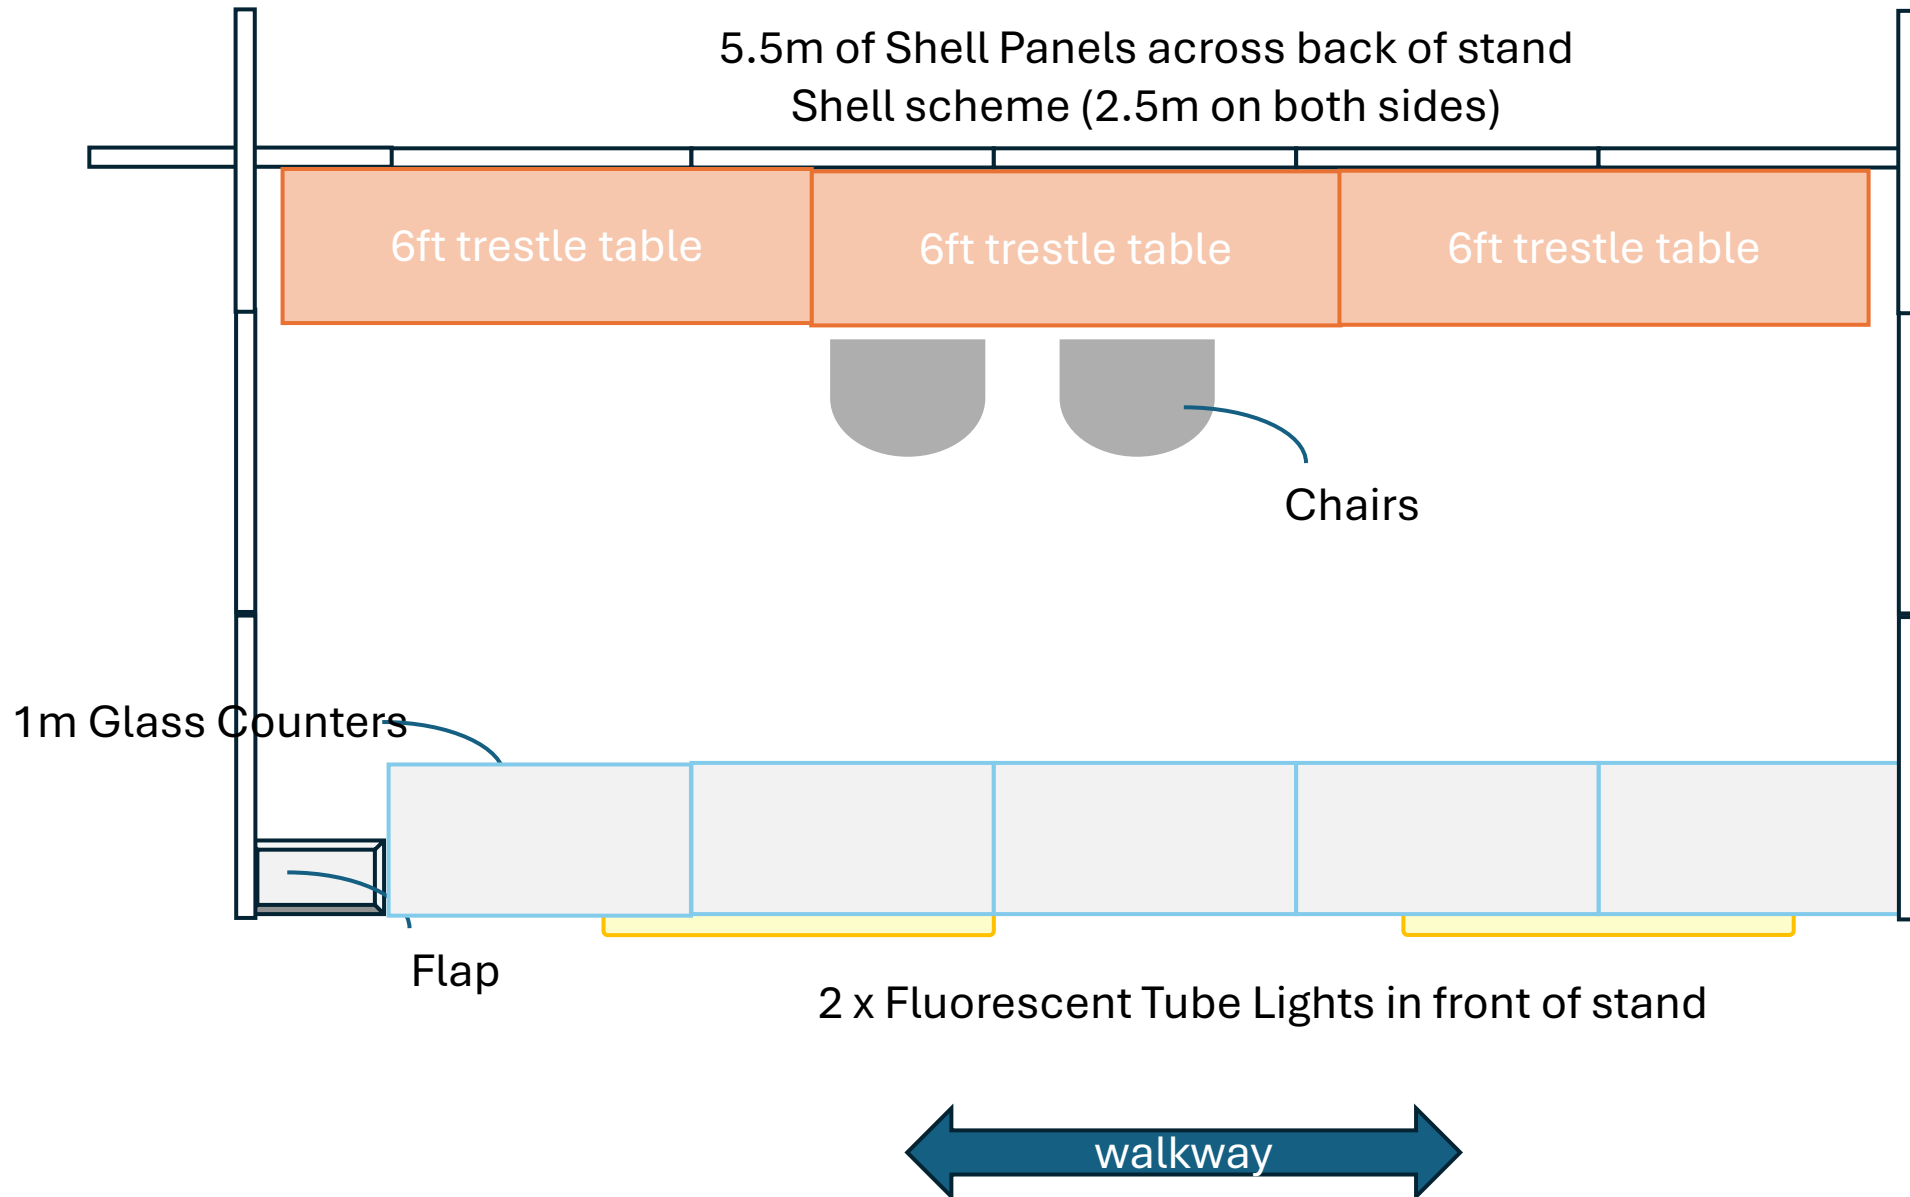 5.5m of Shell Panels across back of stand
Shell scheme (2.5m on both sides)
6ft trestle table
6ft trestle table
6ft trestle table
Chairs
1m Glass Counters
Flap
2 x Fluorescent Tube Lights in front of stand
walkway